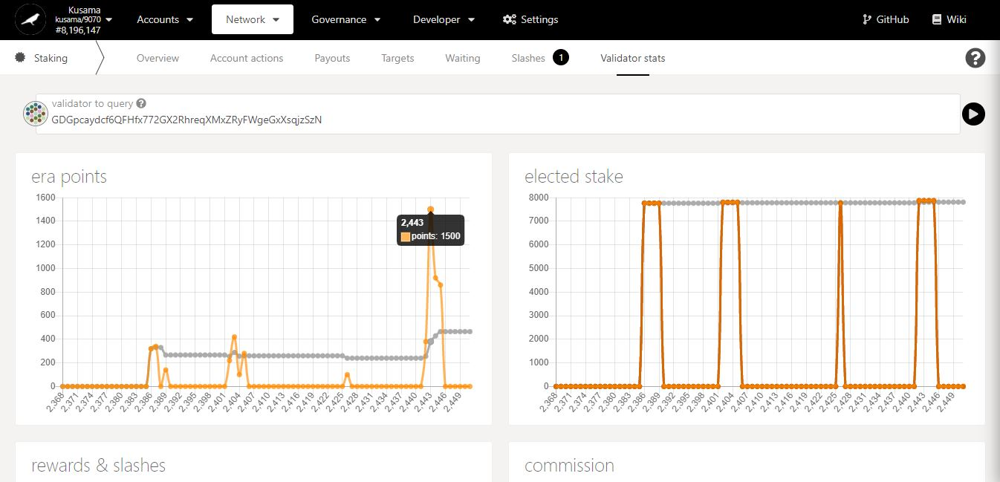 Kusama
kusama/9070
#8,196,147
Accounts
Network
Governance
Developer
Settings
GitHub
Wiki
Staking
Overview
Account actions
Payouts
Targets
Waiting
Slashes 1
Validator stats
?
validator to query ?
GDGpcaydcf6QFHfx772GX2RhreqXMxZRyFWgeGxXsqjzSzN
era points
1600
1400
1200
1000
800
600
400
200
0
2,443
points: 1500
2,368 2,371 2,374 2,377 2,380 2,383 2,386 2,389 2,392 2,395 2,398 2,401 2,404 2,407 2,410 2,413 2,416 2,419 2,422 2,425 2,428 2,431 2,434 2,437 2,440 2,443 2,446 2,449
elected stake
8000
7000
6000
5000
4000
3000
2000
1000
0
2,368 2,371 2,374 2,377 2,380 2,383 2,386 2,389 2,392 2,395 2,398 2,401 2,404 2,407 2,410 2,413 2,416 2,419 2,422 2,425 2,428 2,431 2,434 2,437 2,440 2,443 2,446 2,449
rewards & slashes
commission